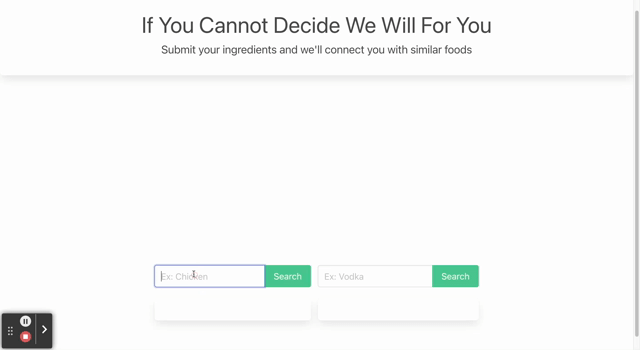 If You Cannot Decide We Will For You
Submit your ingredients and we'll connect you with similar foods
Ex: Chicken
Search
Ex: Vodka
Search